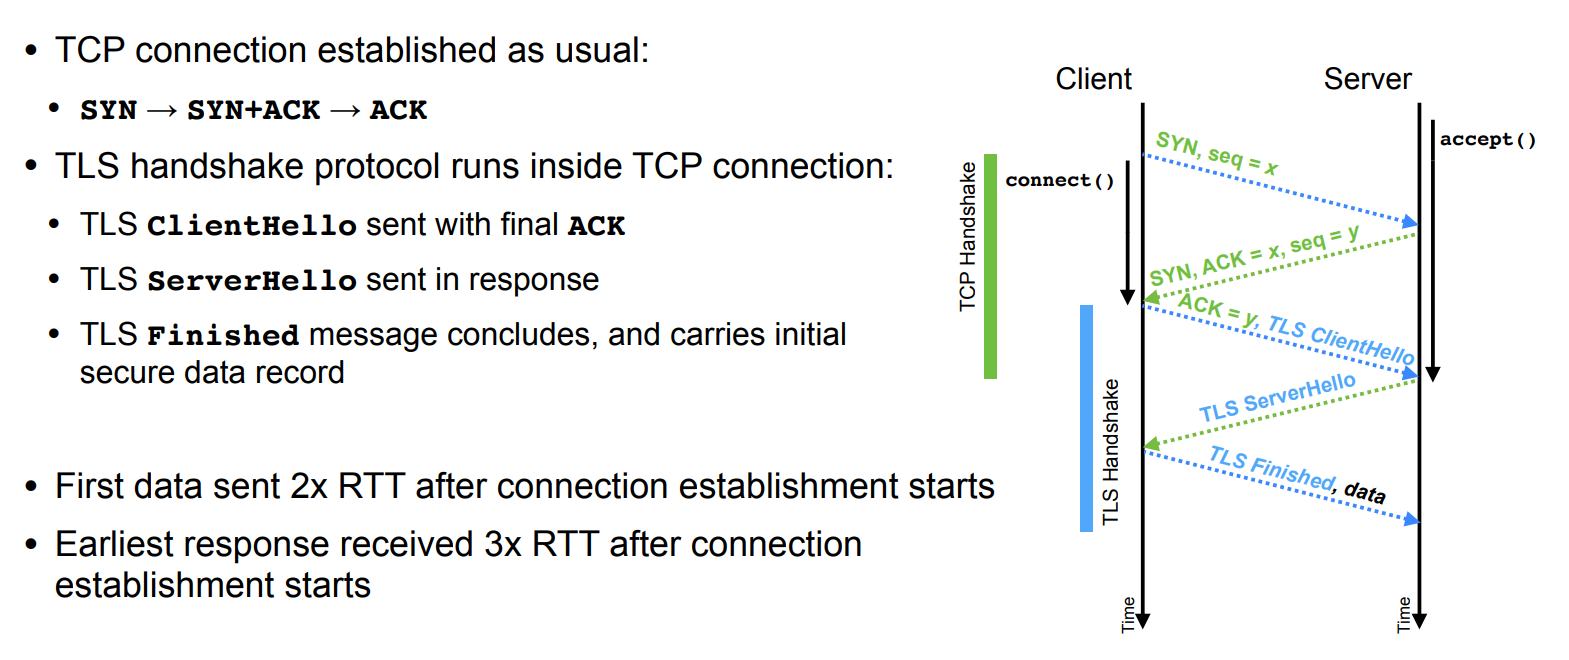 • TCP connection established as usual:
• SYN → SYN+ACK → ACK
• TLS handshake protocol runs inside TCP connection:
• TLS ClientHello sent with final ACK
• TLS ServerHello sent in response
• TLS Finished message concludes, and carries initial
secure data record
• First data sent 2x RTT after connection establishment starts
• Earliest response received 3x RTT after connection
establishment starts
Client
Server
accept()
SYN, seq = x
connect()
TCP Handshake
SYN, ACK = x, seq = y
ACK = y, TLS ClientHello
TLS ServerHello
TLS Handshake
TLS Finished, data
Time
Time